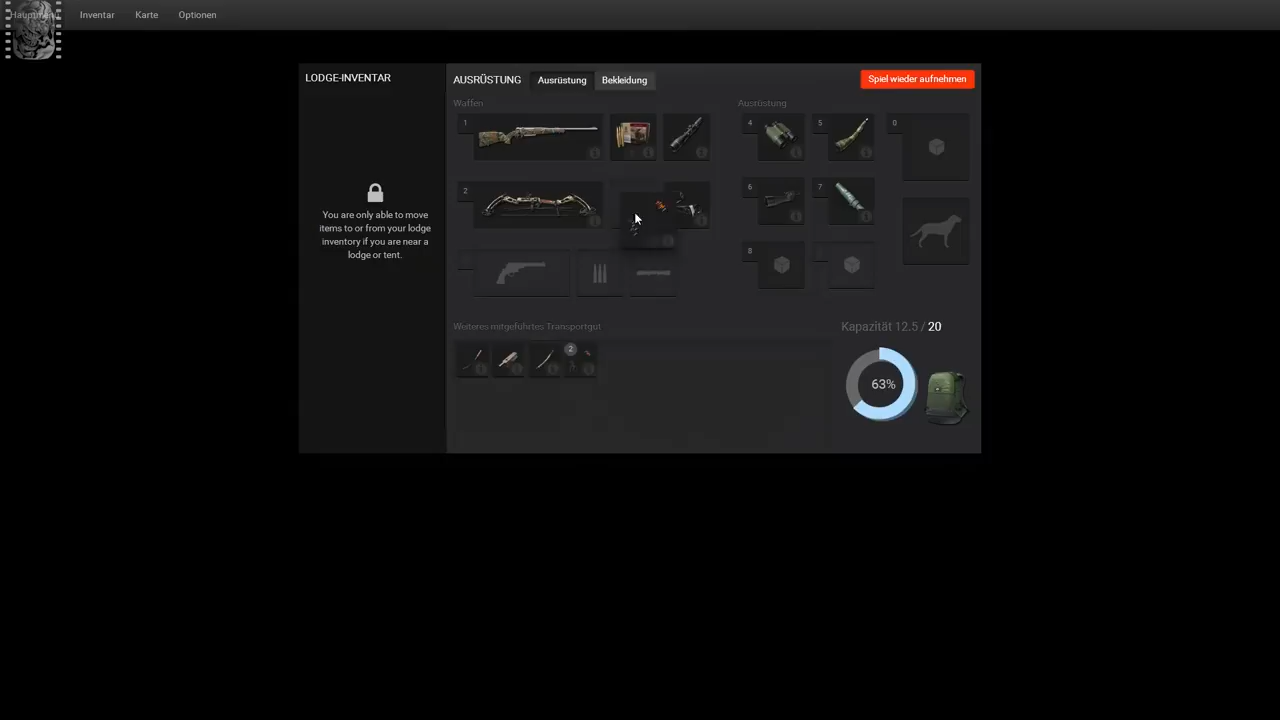 Hauptmenü Inventar Karte Optionen
LODGE-INVENTAR
You are only able to move
items to or from your lodge
inventory if you are near a
lodge or tent.
AUSRÜSTUNG Ausrüstung Bekleidung Spiel wieder aufnehmen
Waffen Ausrüstung
1 4 5 0
2 6 7
8
Weiteres mitgeführtes Transportgut
2
Kapazität 12.5 / 20
63%